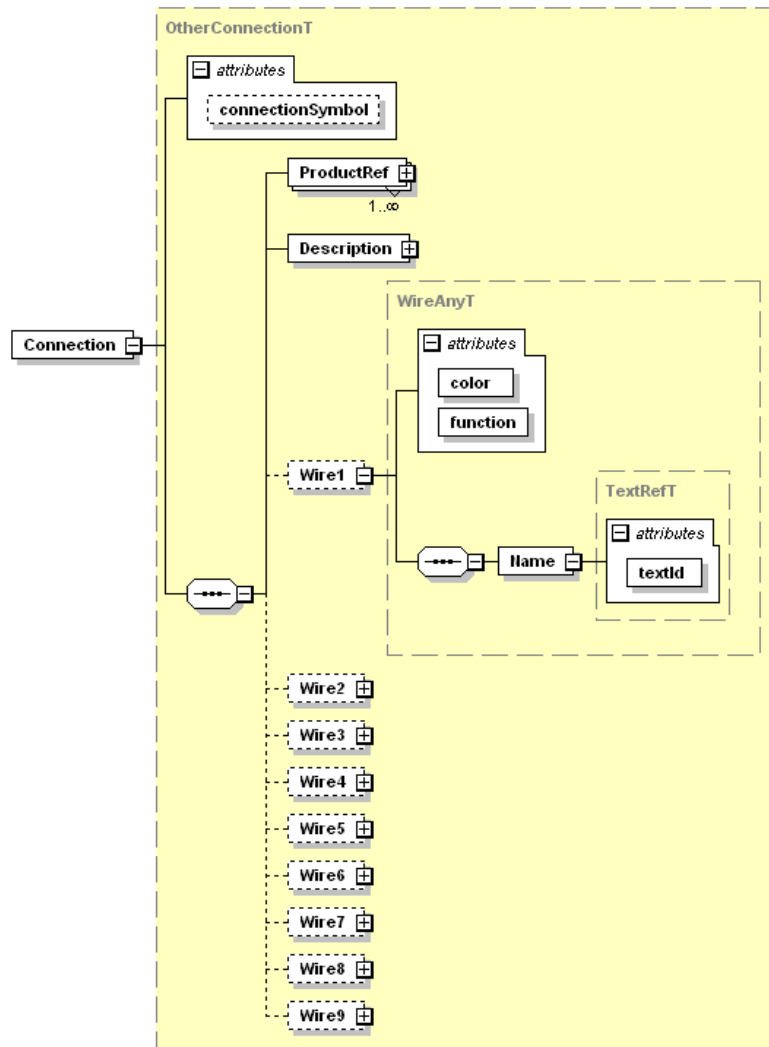 OtherConnectionT
attributes
connectionSymbol
ProductRef
1..∞
Description
WireAnyT
attributes
color
function
Connection
Wire1
TextRefT
attributes
Name
textId
Wire2
Wire3
Wire4
Wire5
Wire6
Wire7
Wire8
Wire9